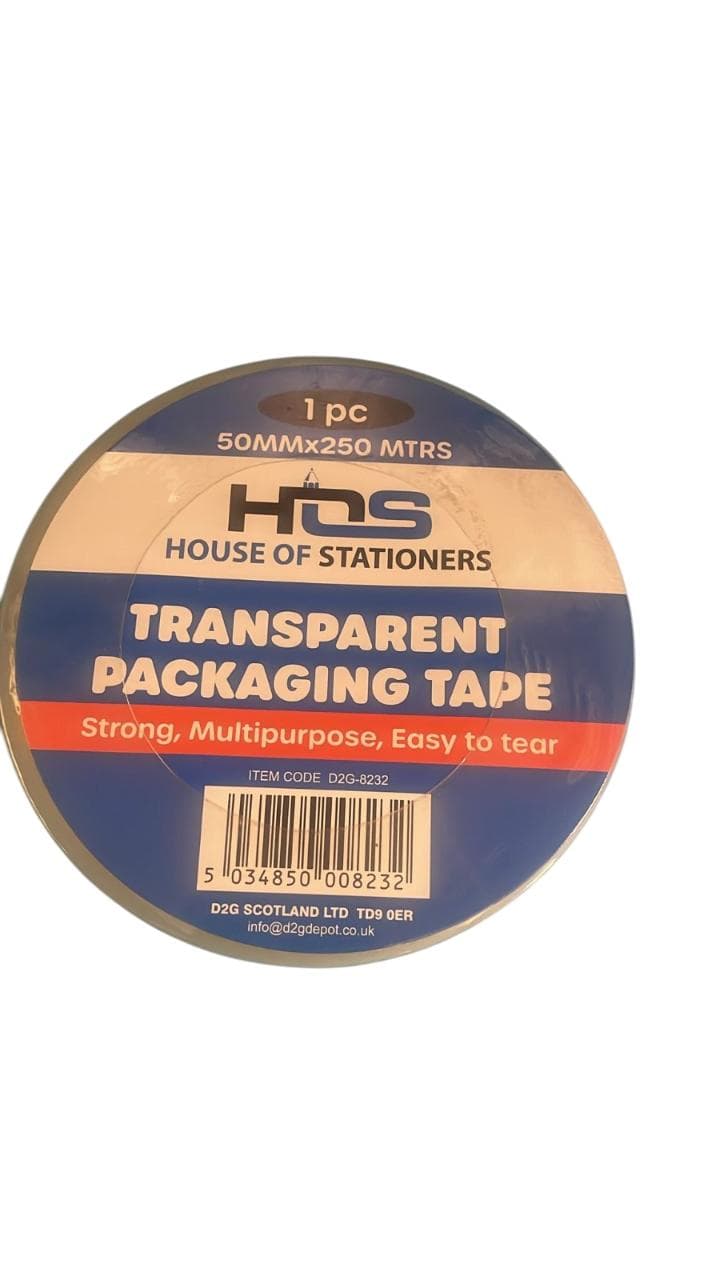 1 pc
50MMx250 MTRS
HOS
HOUSE OF STATIONERS
TRANSPARENT
PACKAGING TAPE
Strong, Multipurpose, Easy to tear
ITEM CODE D2G-8232
5 034850 008232
D2G SCOTLAND LTD TD9 0ER
info@d2gdepot.co.uk